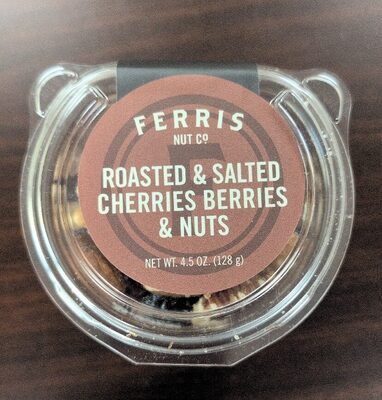 FERRIS
NUT CO
ROASTED & SALTED
CHERRIES BERRIES
& NUTS
NET WT. 4.5 OZ. (128 g)